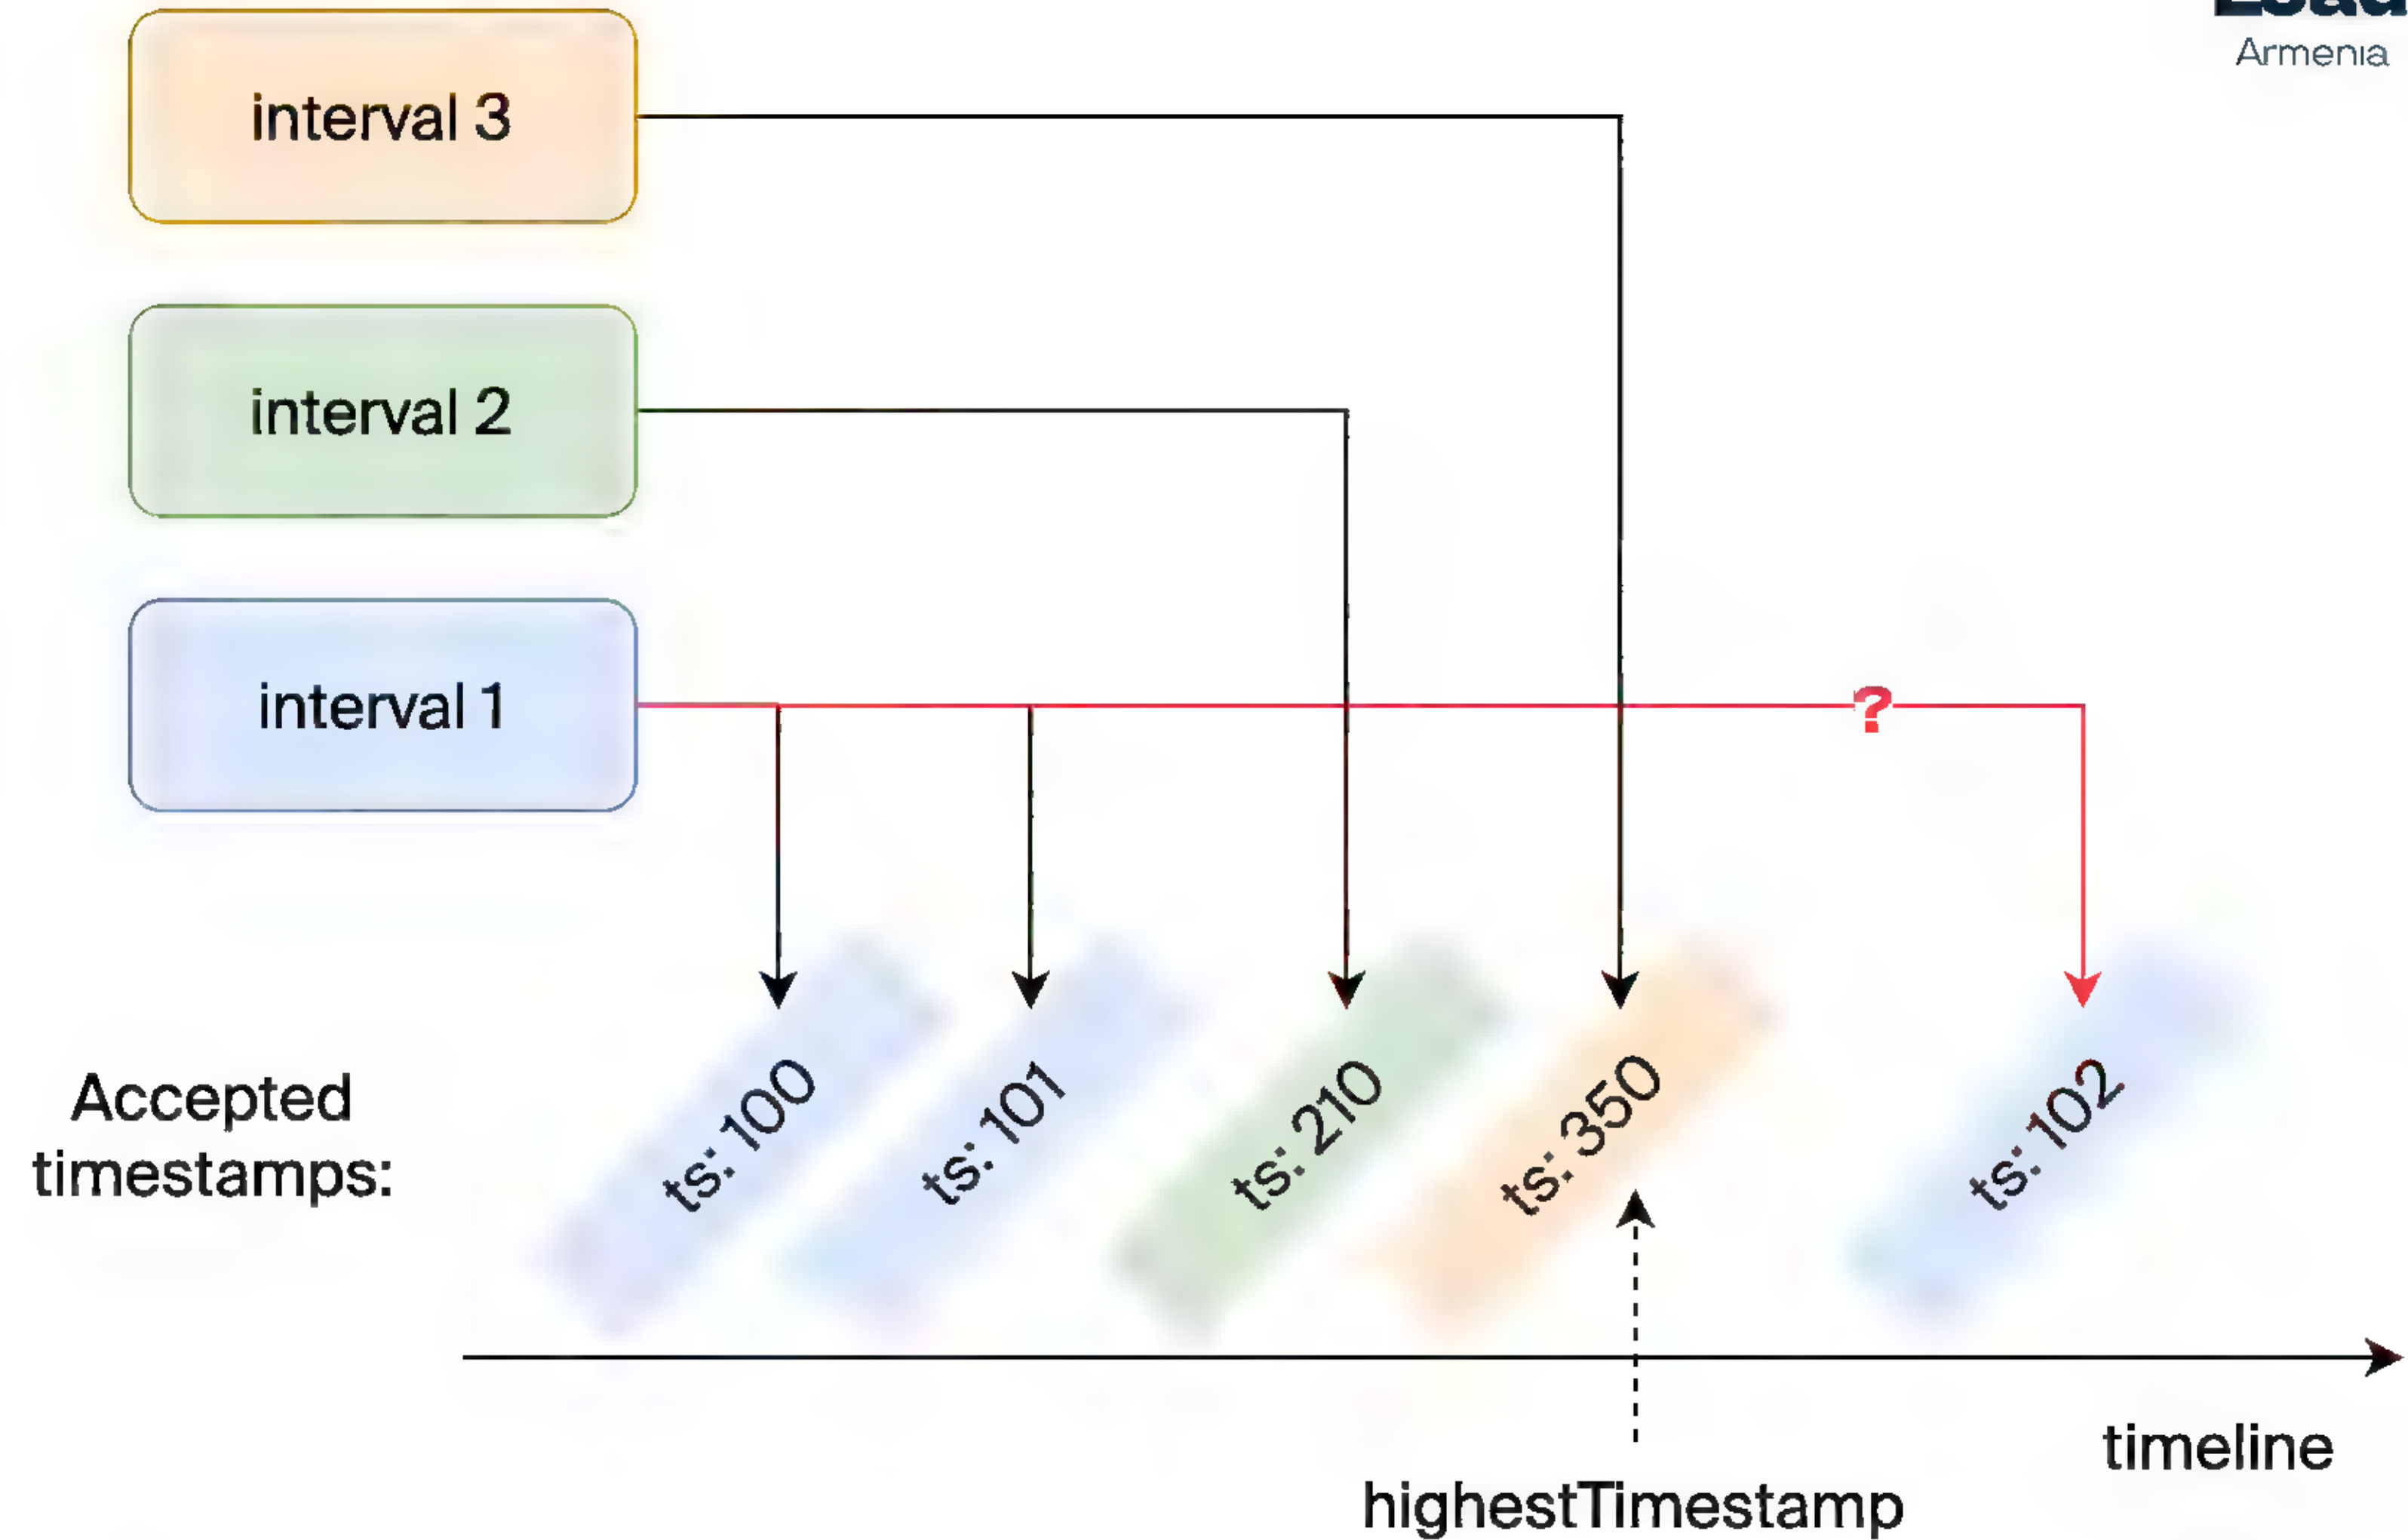 Armenia
interval 3
interval 2
interval 1
?
Accepted
timestamps:
ts: 100
ts: 101
ts: 210
ts: 350
ts: 102
timeline
highestTimestamp